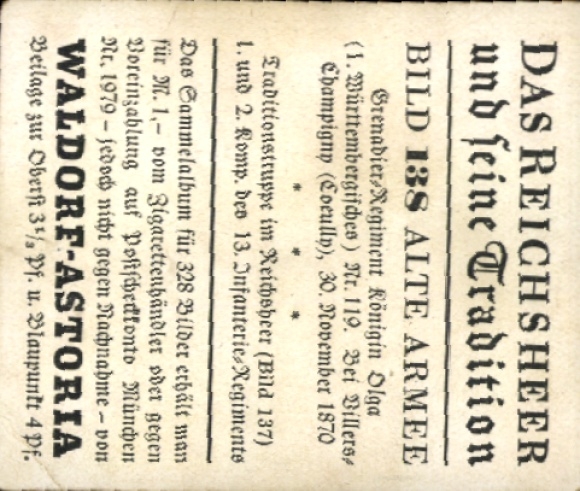 DAS REICHSHEER
und seine Tradition
BILD 138 ALTE ARMEE
Grenadier-Regiment Königin Olga
(1. Württembergisches) Nr. 119. Bei Villers-
Champigny (Coeully), 30. November 1870
* * *
Traditionstruppe im Reichsheer (Bild 137)
1. und 2. Komp. des 13. Infanterie-Regiments
Das Sammelalbum für 328 Bilder erhält man
für M. 1,- vom Zigarettenhändler oder gegen
Voreinzahlung auf Postscheckkonto München
Nr. 1979 – jedoch nicht gegen Nachnahme – von
WALDORF-ASTORIA
Beilage zur Oberst 3⅓ Pf. u. Blaupunkt 4 Pf.